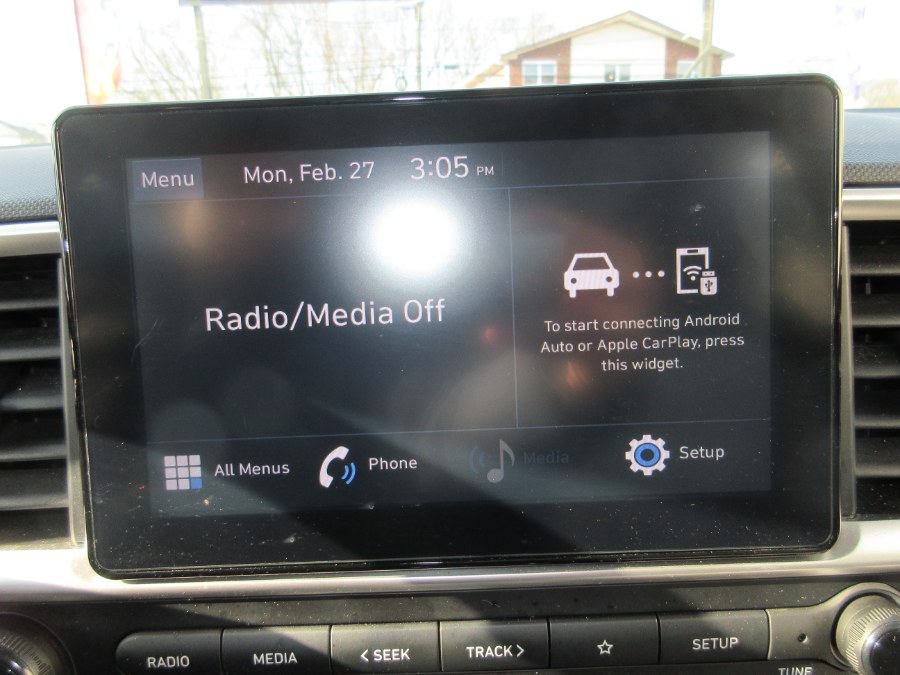 Menu Mon, Feb. 27 3:05 PM
Radio/Media Off
To start connecting Android
Auto or Apple CarPlay, press
this widget.
All Menus Phone Media Setup
RADIO MEDIA < SEEK TRACK > ☆ SETUP
TUNE